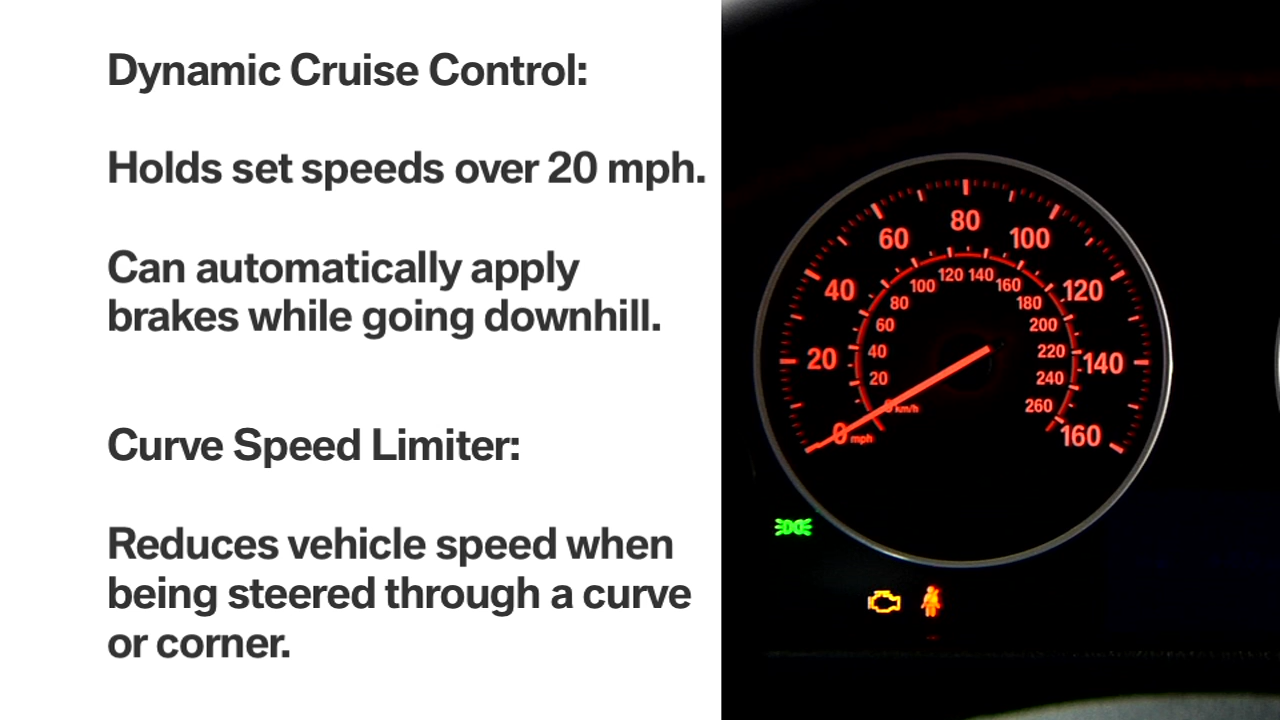 Dynamic Cruise Control:
Holds set speeds over 20 mph.
Can automatically apply
brakes while going downhill.
Curve Speed Limiter:
Reduces vehicle speed when
being steered through a curve
or corner.
80
60 100
40 120
20 140
0 mph 160
120 140
100 160
80 180
60 200
40 220
20 240
0 km/h 260